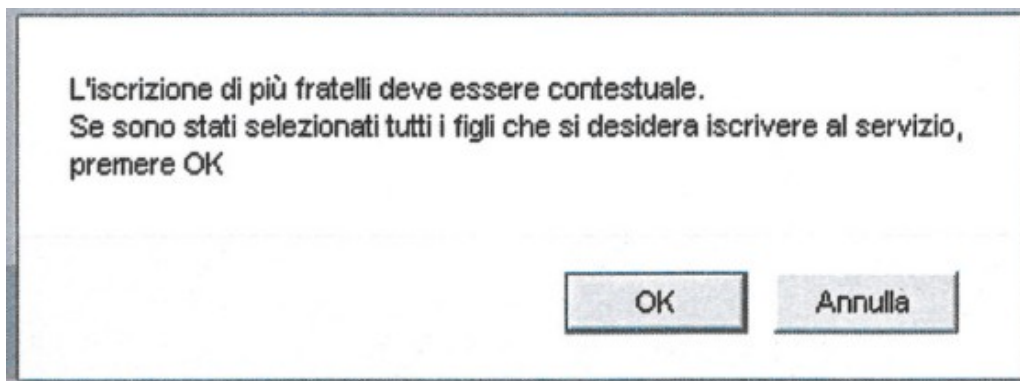 L'iscrizione di più fratelli deve essere contestuale.
Se sono stati selezionati tutti i figli che si desidera iscrivere al servizio,
premere OK
OK
Annulla